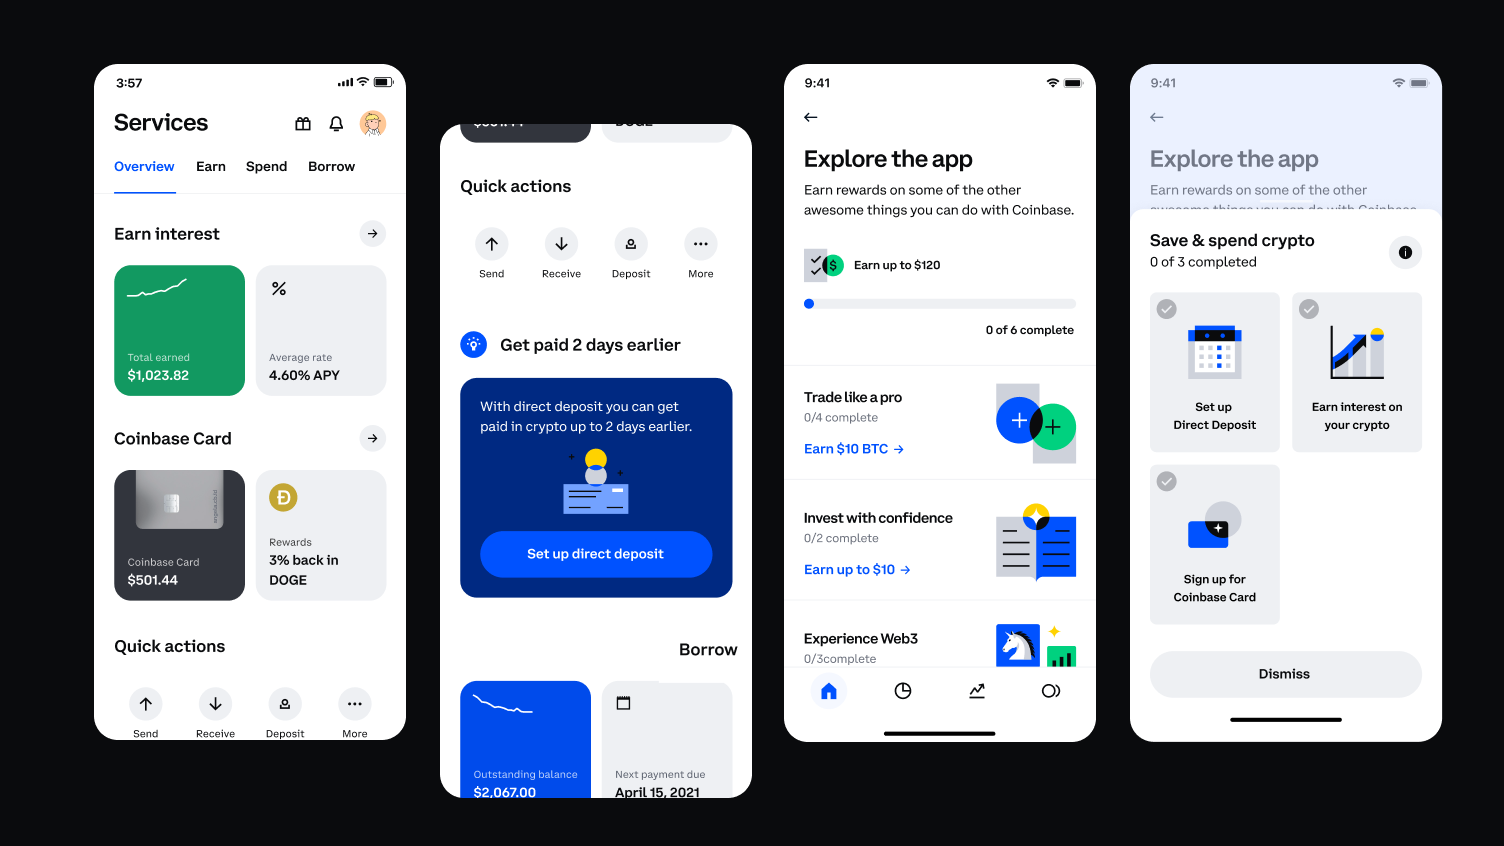 3:57
Services
Overview
Earn
Spend
Borrow
Earn interest
Total earned
$1,023.82
Average rate
4.60% APY
Coinbase Card
Coinbase Card
$501.44
Rewards
3% back in
DOGE
Quick actions
Send
Receive
Deposit
More
Quick actions
Send
Receive
Deposit
More
Get paid 2 days earlier
With direct deposit you can get
paid in crypto up to 2 days earlier.
Set up direct deposit
Borrow
Outstanding balance
$2,067.00
Next payment due
April 15, 2021
9:41
Explore the app
Earn rewards on some of the other
awesome things you can do with Coinbase.
Earn up to $120
0 of 6 complete
Trade like a pro
0/4 complete
Earn $10 BTC →
Invest with confidence
0/2 complete
Earn up to $10 →
Experience Web3
0/3complete
9:41
Explore the app
Earn rewards on some of the other
awesome things you can do with Coinbase.
Save & spend crypto
0 of 3 completed
Set up
Direct Deposit
Earn interest on
your crypto
Sign up for
Coinbase Card
Dismiss